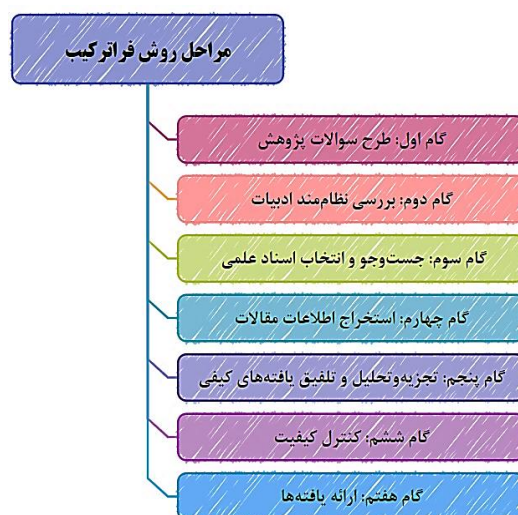 مراحل روش فراترکیب
گام اول: طرح سوالات پژوهش
گام دوم: بررسی نظام‌مند ادبیات
گام سوم: جست‌وجو و انتخاب اسناد علمی
گام چهارم: استخراج اطلاعات مقالات
گام پنجم: تجزیه‌وتحلیل و تلفیق یافته‌های کیفی
گام ششم: کنترل کیفیت
گام هفتم: ارائه یافته‌ها